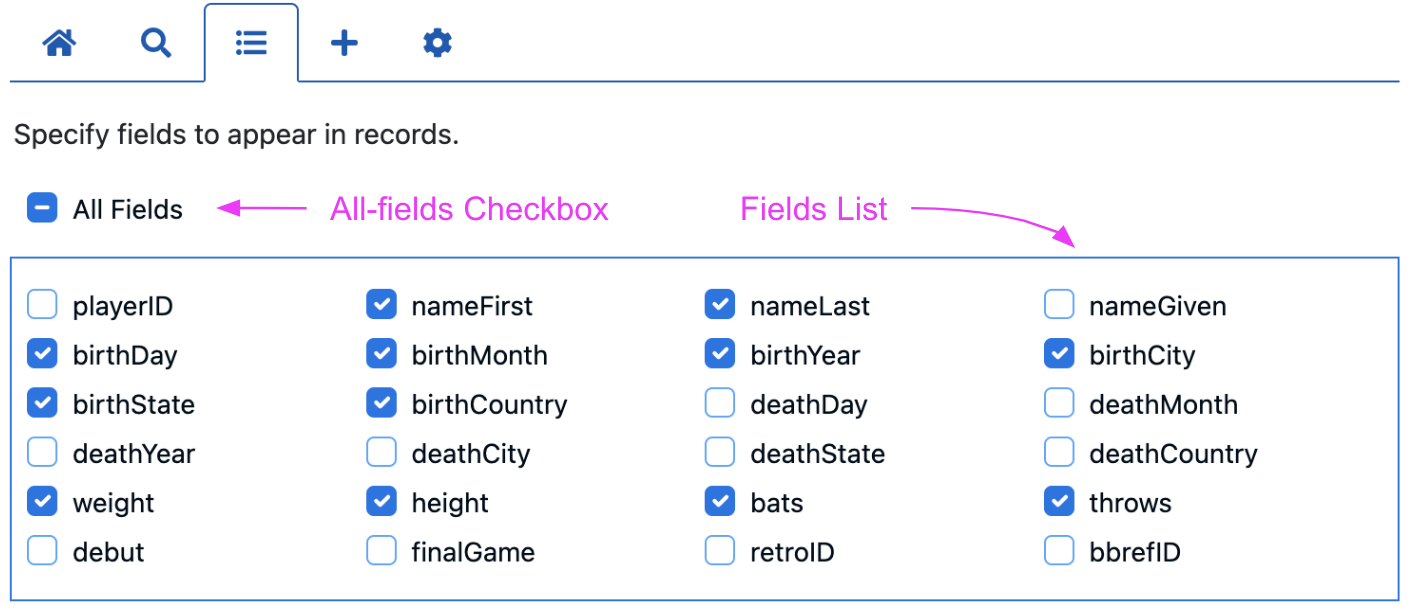 Specify fields to appear in records.
All Fields All-fields Checkbox Fields List
playerID nameFirst nameLast nameGiven
birthDay birthMonth birthYear birthCity
birthState birthCountry deathDay deathMonth
deathYear deathCity deathState deathCountry
weight height bats throws
debut finalGame retroID bbrefID